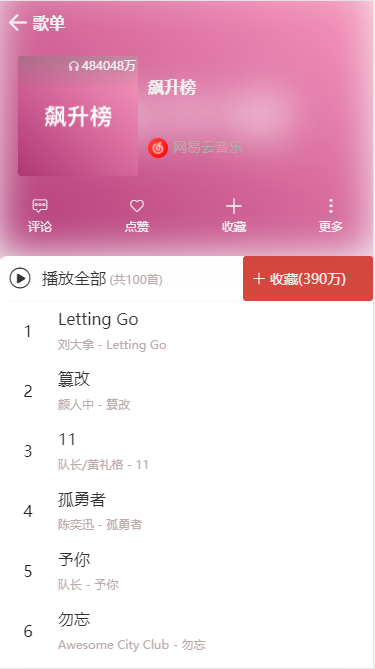 歌单
484048万
飙升榜
飙升榜
网易云音乐
评论
点赞
收藏
更多
播放全部 (共100首)
收藏(390万)
1
Letting Go
刘大拿 - Letting Go
2
篡改
颜人中 - 篡改
3
11
队长/黄礼格 - 11
4
孤勇者
陈奕迅 - 孤勇者
5
予你
队长 - 予你
6
勿忘
Awesome City Club - 勿忘